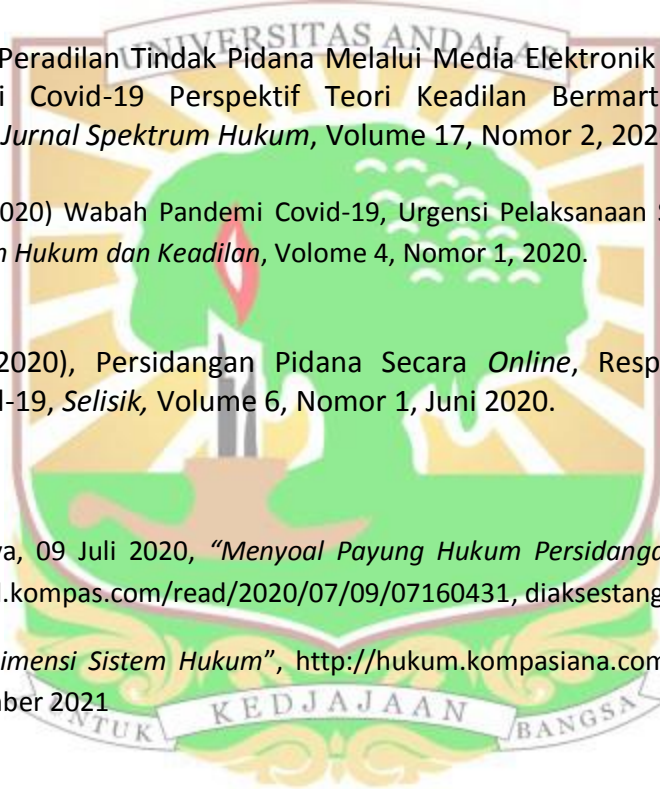 UNIVERSITAS ANDALAS
Peradilan Tindak Pidana Melalui Media Elektronik
i Covid-19 Perspektif Teori Keadilan Bermart
Jurnal Spektrum Hukum, Volume 17, Nomor 2, 202
020) Wabah Pandemi Covid-19, Urgensi Pelaksanaan S
n Hukum dan Keadilan, Volome 4, Nomor 1, 2020.
2020), Persidangan Pidana Secara Online, Resp
d-19, Selisik, Volume 6, Nomor 1, Juni 2020.
va, 09 Juli 2020, “Menyoal Payung Hukum Persidanga
l.kompas.com/read/2020/07/09/07160431, diaksestang
imensi Sistem Hukum”, http://hukum.kompasiana.com
ber 2021
UNTUK KEDJAJAAN BANGSA